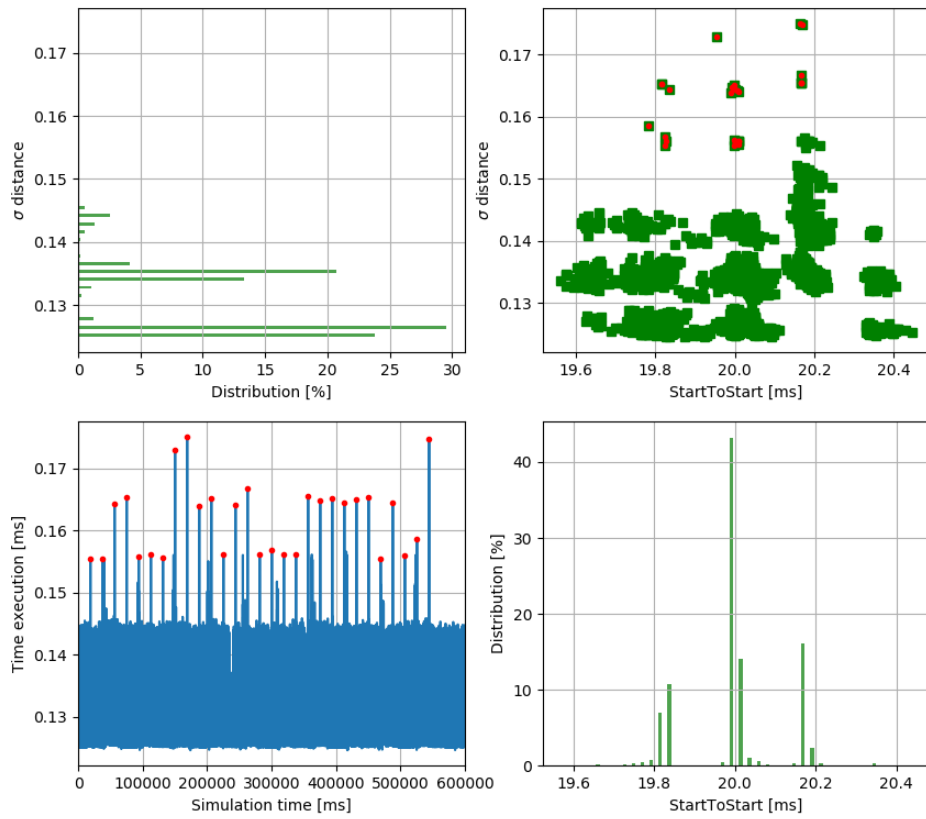 0.17
0.16
0.15
0.14
0.13
σ distance
0 5 10 15 20 25 30
Distribution [%]
0.17
0.16
0.15
0.14
0.13
σ distance
19.6 19.8 20.0 20.2 20.4
StartToStart [ms]
0.17
0.16
0.15
0.14
0.13
Time execution [ms]
0 100000 200000 300000 400000 500000 600000
Simulation time [ms]
40
30
20
10
0
Distribution [%]
19.6 19.8 20.0 20.2 20.4
StartToStart [ms]